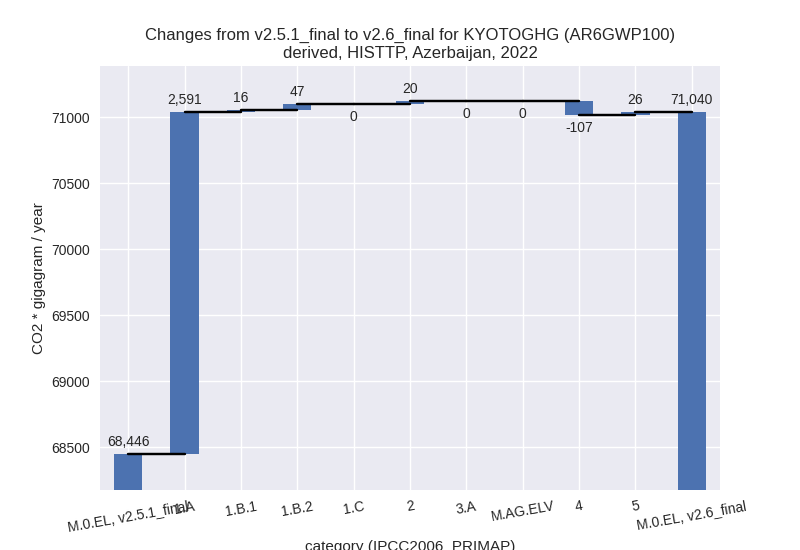 Changes from v2.5.1_final to v2.6_final for KYOTOGHG (AR6GWP100)
derived, HISTTP, Azerbaijan, 2022
CO2 * gigagram / year
71000
70500
70000
69500
69000
68500
68,446
2,591
16
47
0
20
0
0
-107
26
71,040
M.0.EL, v2.5.1_final
1.A
1.B.1
1.B.2
1.C
2
3.A
M.AG.ELV
4
5
M.0.EL, v2.6_final
category (IPCC2006_PRIMAP)